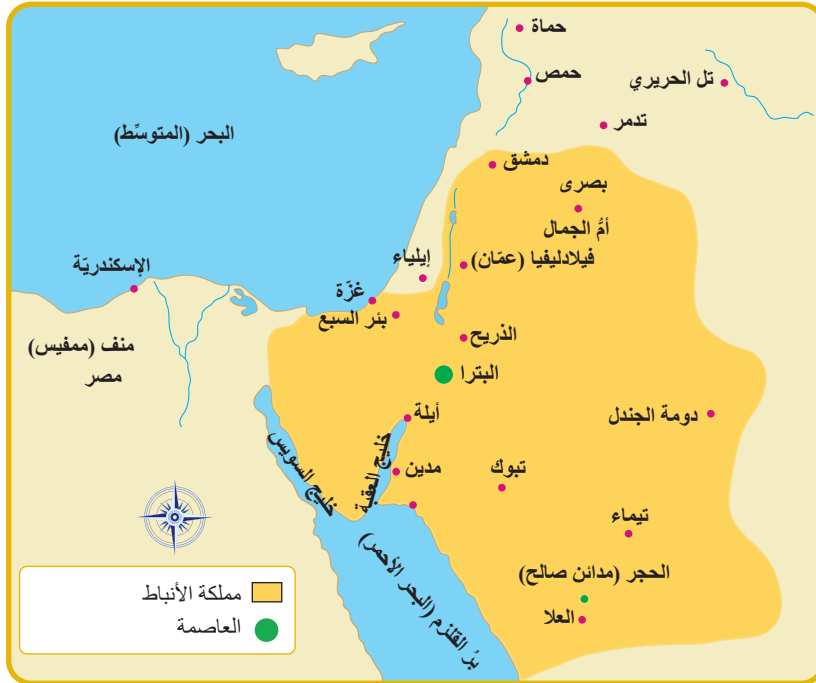 حماة
حمص
تل الحريري
تدمر
البحر (المتوسِّط)
دمشق
بصرى
أمُّ الجمال
فيلادليفيا (عمّان)
إيلياء
الإسكندريّة
غزّة
بئر السبع
الذريح
منف (ممفيس)
مصر
البترا
أيلة
دومة الجندل
خليج السويس
خليج العقبة
مدين
تبوك
تيماء
الحجر (مدائن صالح)
العلا
برُ القلزم (البحر الأحمر)
مملكة الأنباط
العاصمة